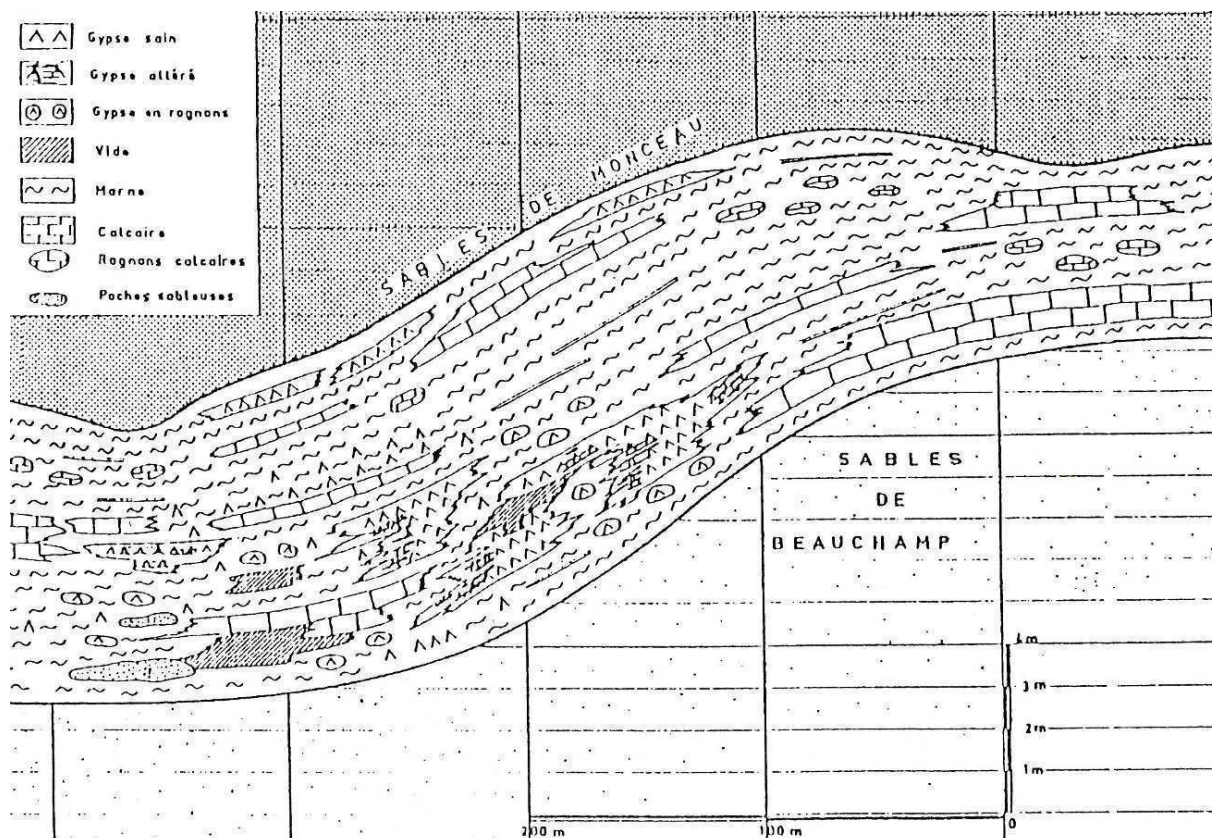 Gypse sain
Gypse altéré
Gypse en rognons
Vide
Marne
Calcaire
Rognons calcaires
Poches sableuses
SABLES DE MONCEAU
SABLES
DE
BEAUCHAMP
4m
3m
2m
1m
0
200 m
100 m